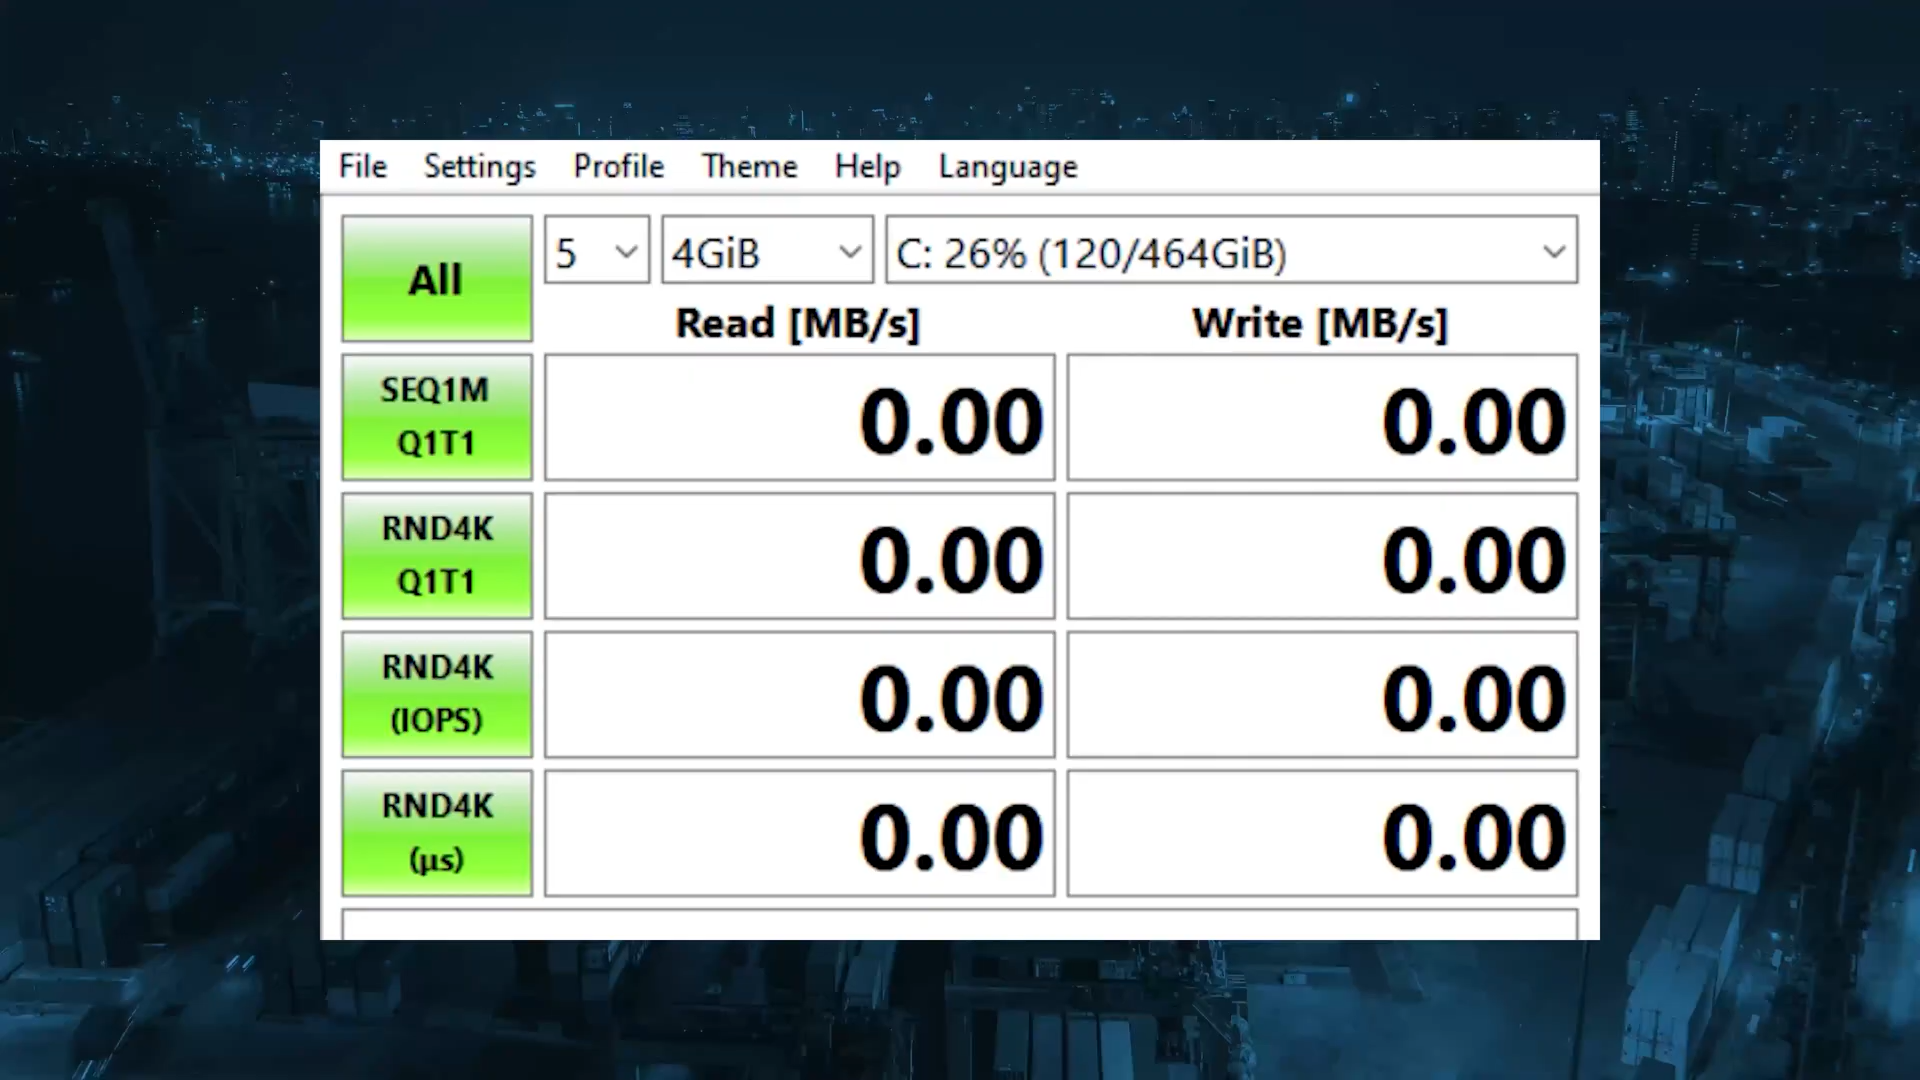 File Settings Profile Theme Help Language
All 5 4GiB C: 26% (120/464GiB)
Read [MB/s] Write [MB/s]
SEQ1M
Q1T1
0.00 0.00
RND4K
Q1T1
0.00 0.00
RND4K
(IOPS)
0.00 0.00
RND4K
(µs)
0.00 0.00